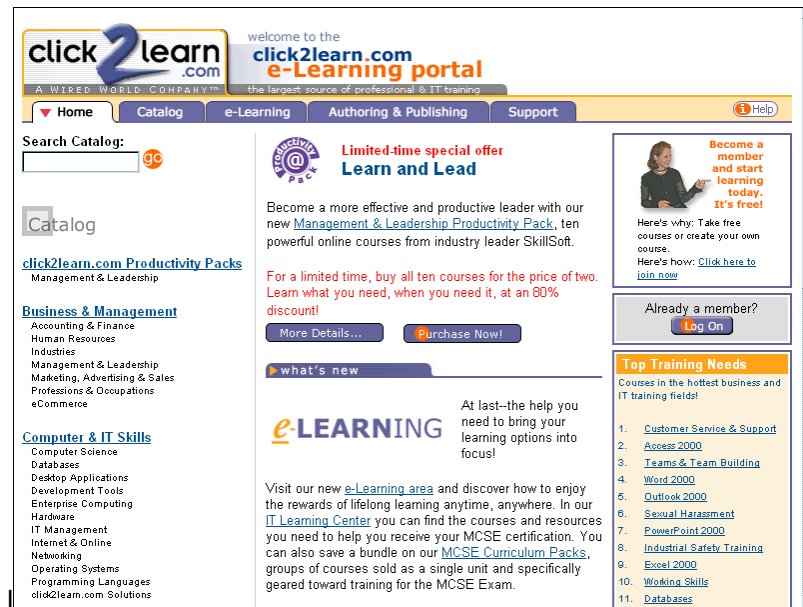 click2learn
.com
A WIRED WORLD COMPANY™
welcome to the
click2learn.com
e-Learning portal
the largest source of professional & IT training
Home
Catalog
e-Learning
Authoring & Publishing
Support
Help
Search Catalog:
go
Catalog
click2learn.com Productivity Packs
Management & Leadership
Business & Management
Accounting & Finance
Human Resources
Industries
Management & Leadership
Marketing, Advertising & Sales
Professions & Occupations
eCommerce
Computer & IT Skills
Computer Science
Databases
Desktop Applications
Development Tools
Enterprise Computing
Hardware
IT Management
Internet & Online
Networking
Operating Systems
Programming Languages
click2learn.com Solutions
Productivity
@
Pack
Limited-time special offer
Learn and Lead
Become a more effective and productive leader with our
new Management & Leadership Productivity Pack, ten
powerful online courses from industry leader SkillSoft.
For a limited time, buy all ten courses for the price of two.
Learn what you need, when you need it, at an 80%
discount!
More Details...
Purchase Now!
what's new
e-LEARNING
At last--the help you
need to bring your
learning options into
focus!
Visit our new e-Learning area and discover how to enjoy
the rewards of lifelong learning anytime, anywhere. In our
IT Learning Center you can find the courses and resources
you need to help you receive your MCSE certification. You
can also save a bundle on our MCSE Curriculum Packs,
groups of courses sold as a single unit and specifically
geared toward training for the MCSE Exam.
Become a
member
and start
learning
today.
It's free!
Here's why: Take free
courses or create your own
course.
Here's how: Click here to
join now
Already a member?
Log On
Top Training Needs
Courses in the hottest business and
IT training fields!
1. Customer Service & Support
2. Access 2000
3. Teams & Team Building
4. Word 2000
5. Outlook 2000
6. Sexual Harassment
7. PowerPoint 2000
8. Industrial Safety Training
9. Excel 2000
10. Working Skills
11. Databases